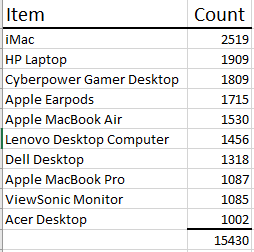 Item Count
iMac 2519
HP Laptop 1909
Cyberpower Gamer Desktop 1809
Apple Earpods 1715
Apple MacBook Air 1530
Lenovo Desktop Computer 1456
Dell Desktop 1318
Apple MacBook Pro 1087
ViewSonic Monitor 1085
Acer Desktop 1002
15430